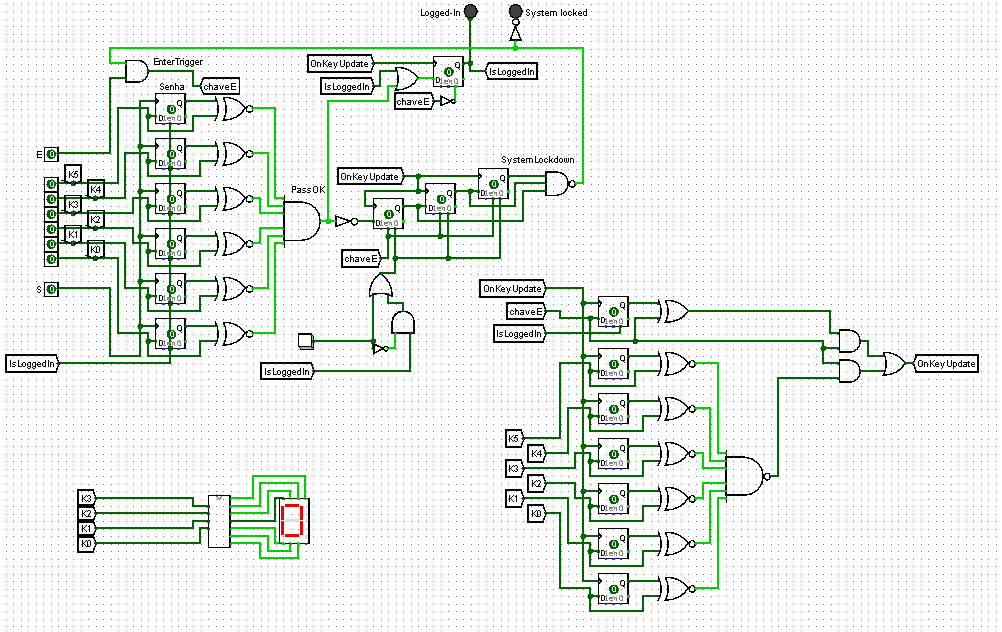 Logged-In
System locked
EnterTrigger
OnKeyUpdate
IsLoggedIn
IsLoggedIn
chaveE
chaveE
Senha
SystemLockdown
E
K5
K4
K3
K2
K1
K0
S
PassOK
OnKeyUpdate
chaveE
IsLoggedIn
IsLoggedIn
OnKeyUpdate
chaveE
IsLoggedIn
OnKeyUpdate
K5
K4
K3
K2
K1
K0
K3
K2
K1
K0